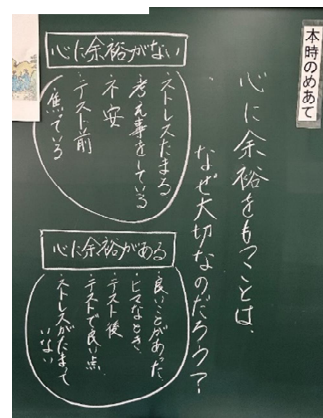 本時のめあて
心に余裕をもつことは、
なぜ大切なのだろう？
心に余裕がない
・ストレスたまる
・考え事をしている
・不安
・テスト前
・焦っている
心に余裕がある
・良いことがあった
・ヒマなとき
・テスト後
・テストで良い点
・ストレスがたまって
いない